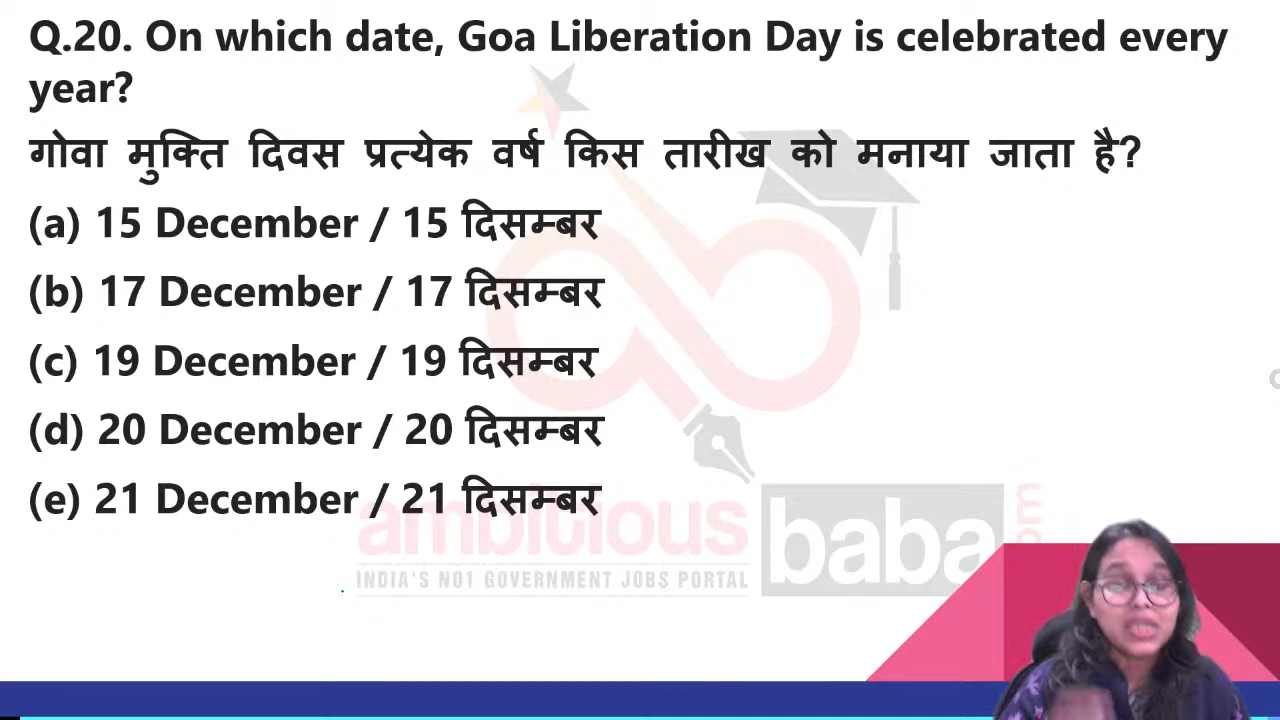 Q.20. On which date, Goa Liberation Day is celebrated every
year?
गोवा मुक्ति दिवस प्रत्येक वर्ष किस तारीख को मनाया जाता है?
(a) 15 December / 15 दिसम्बर
(b) 17 December / 17 दिसम्बर
(c) 19 December / 19 दिसम्बर
(d) 20 December / 20 दिसम्बर
(e) 21 December / 21 दिसम्बर
ambitious baba
INDIA'S NO1 GOVERNMENT JOBS PORTAL